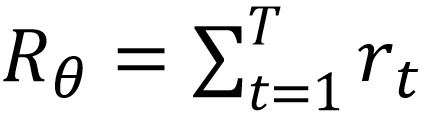 R_θ = ∑_{t=1}^{T} r_t